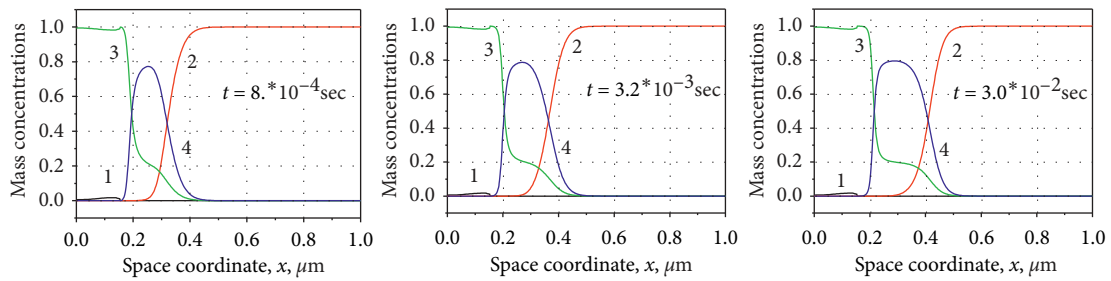 Mass concentrations
1.0
0.8
0.6
0.4
0.2
0.0
3
2
t = 8.*10−4sec
4
1
0.0 0.2 0.4 0.6 0.8 1.0
Space coordinate, x, μm
Mass concentrations
1.0
0.8
0.6
0.4
0.2
0.0
3
2
t = 3.2*10−3sec
4
1
0.0 0.2 0.4 0.6 0.8 1.0
Space coordinate, x, μm
Mass concentrations
1.0
0.8
0.6
0.4
0.2
0.0
3
2
t = 3.0*10−2sec
4
1
0.0 0.2 0.4 0.6 0.8 1.0
Space coordinate, x, μm